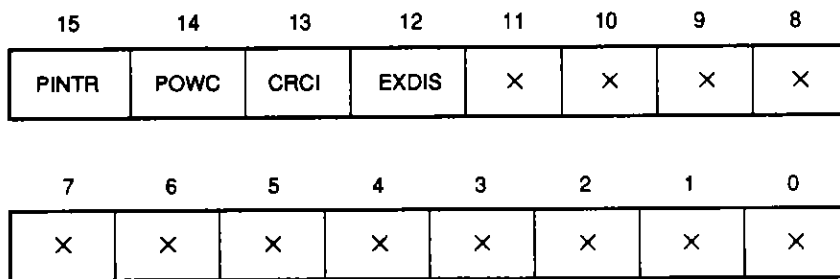 15 14 13 12 11 10 9 8
PINTR POWC CRCI EXDIS × × × ×
7 6 5 4 3 2 1 0
× × × × × × × ×